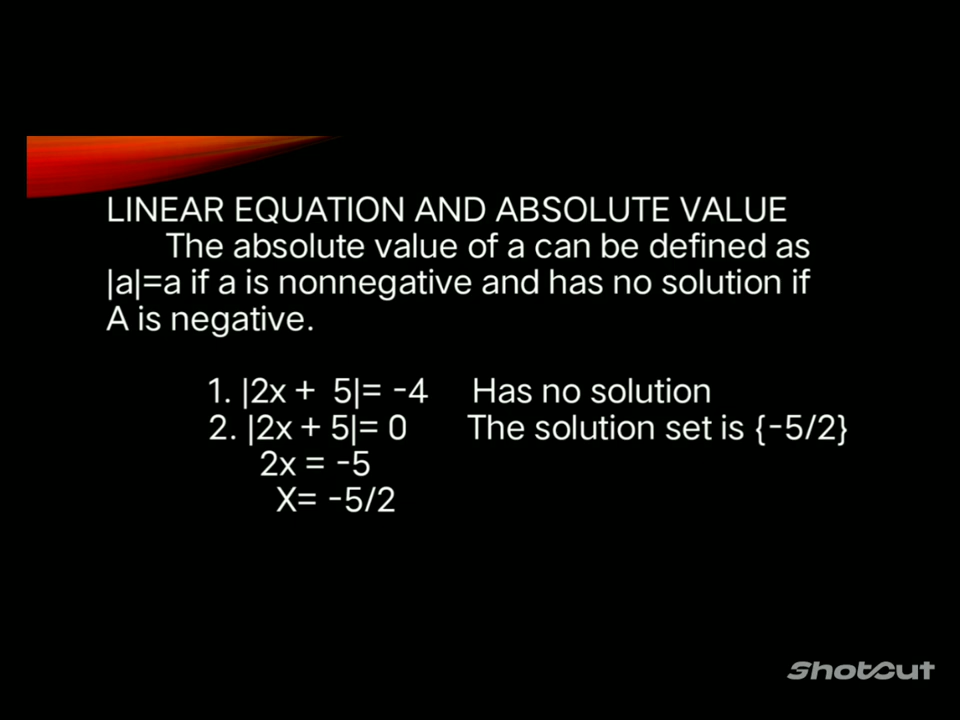 LINEAR EQUATION AND ABSOLUTE VALUE
The absolute value of a can be defined as
|a|=a if a is nonnegative and has no solution if
A is negative.
1. |2x + 5|= -4 Has no solution
2. |2x + 5|= 0 The solution set is {-5/2}
2x = -5
X= -5/2
ShotCut